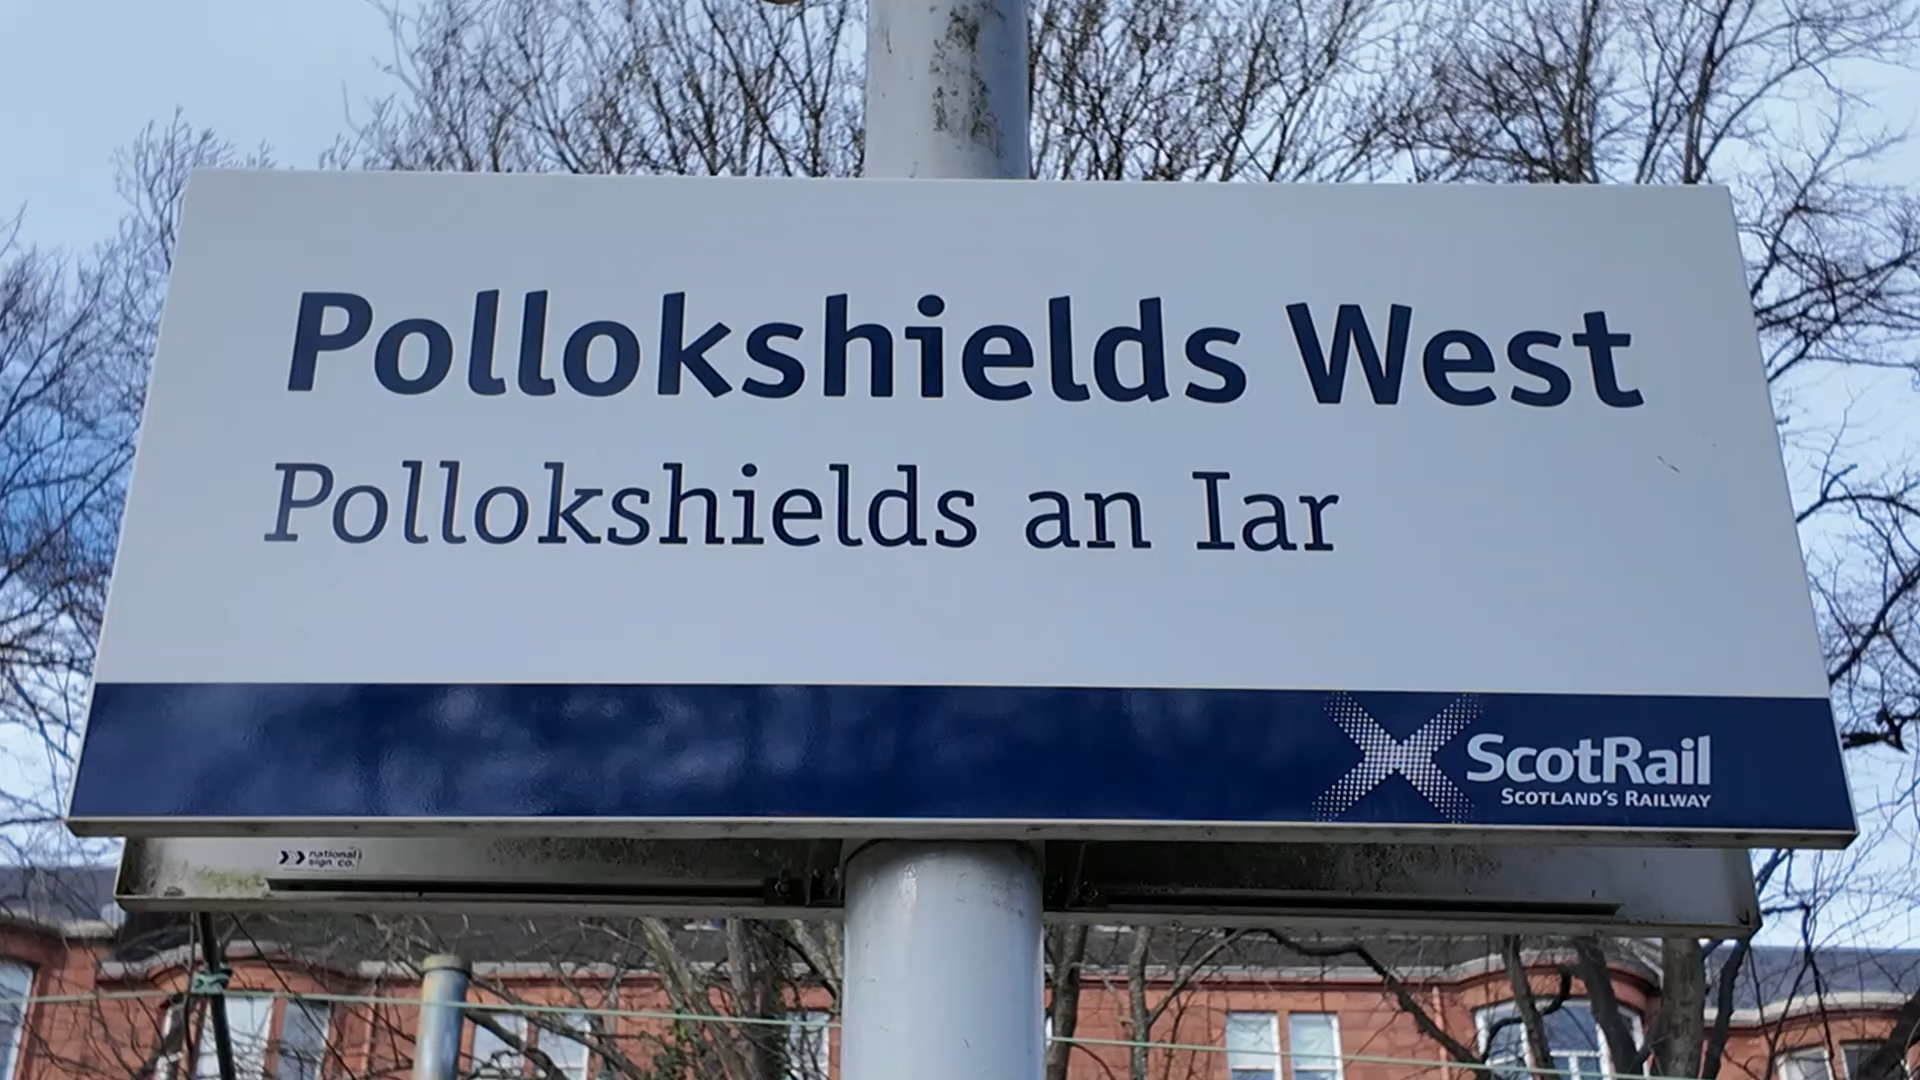 Pollokshields West
Pollokshields an Iar
ScotRail
SCOTLAND'S RAILWAY
national
sign co.